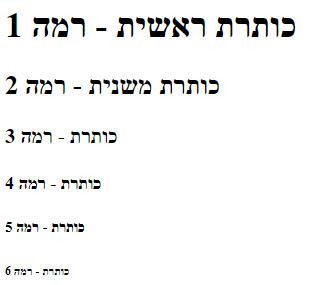 כותרת ראשית - רמה 1
כותרת משנית - רמה 2
כותרת - רמה 3
כותרת - רמה 4
כותרת - רמה 5
כותרת - רמה 6